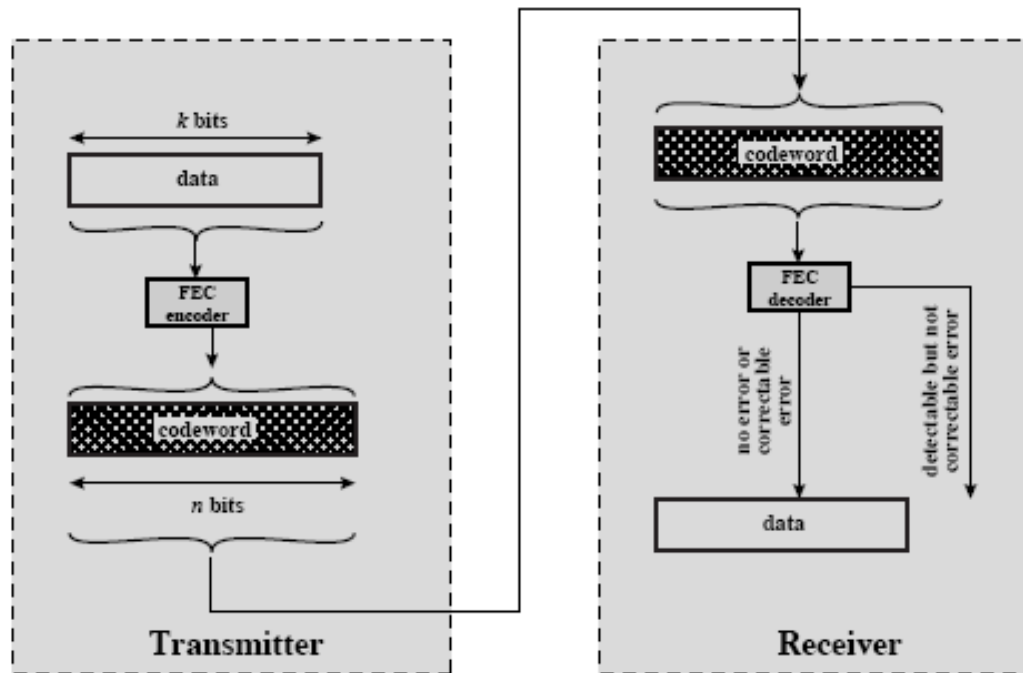 k bits
data
FEC
encoder
codeword
n bits
Transmitter
codeword
FEC
decoder
no error or
correctable
error
detectable but not
correctable error
data
Receiver